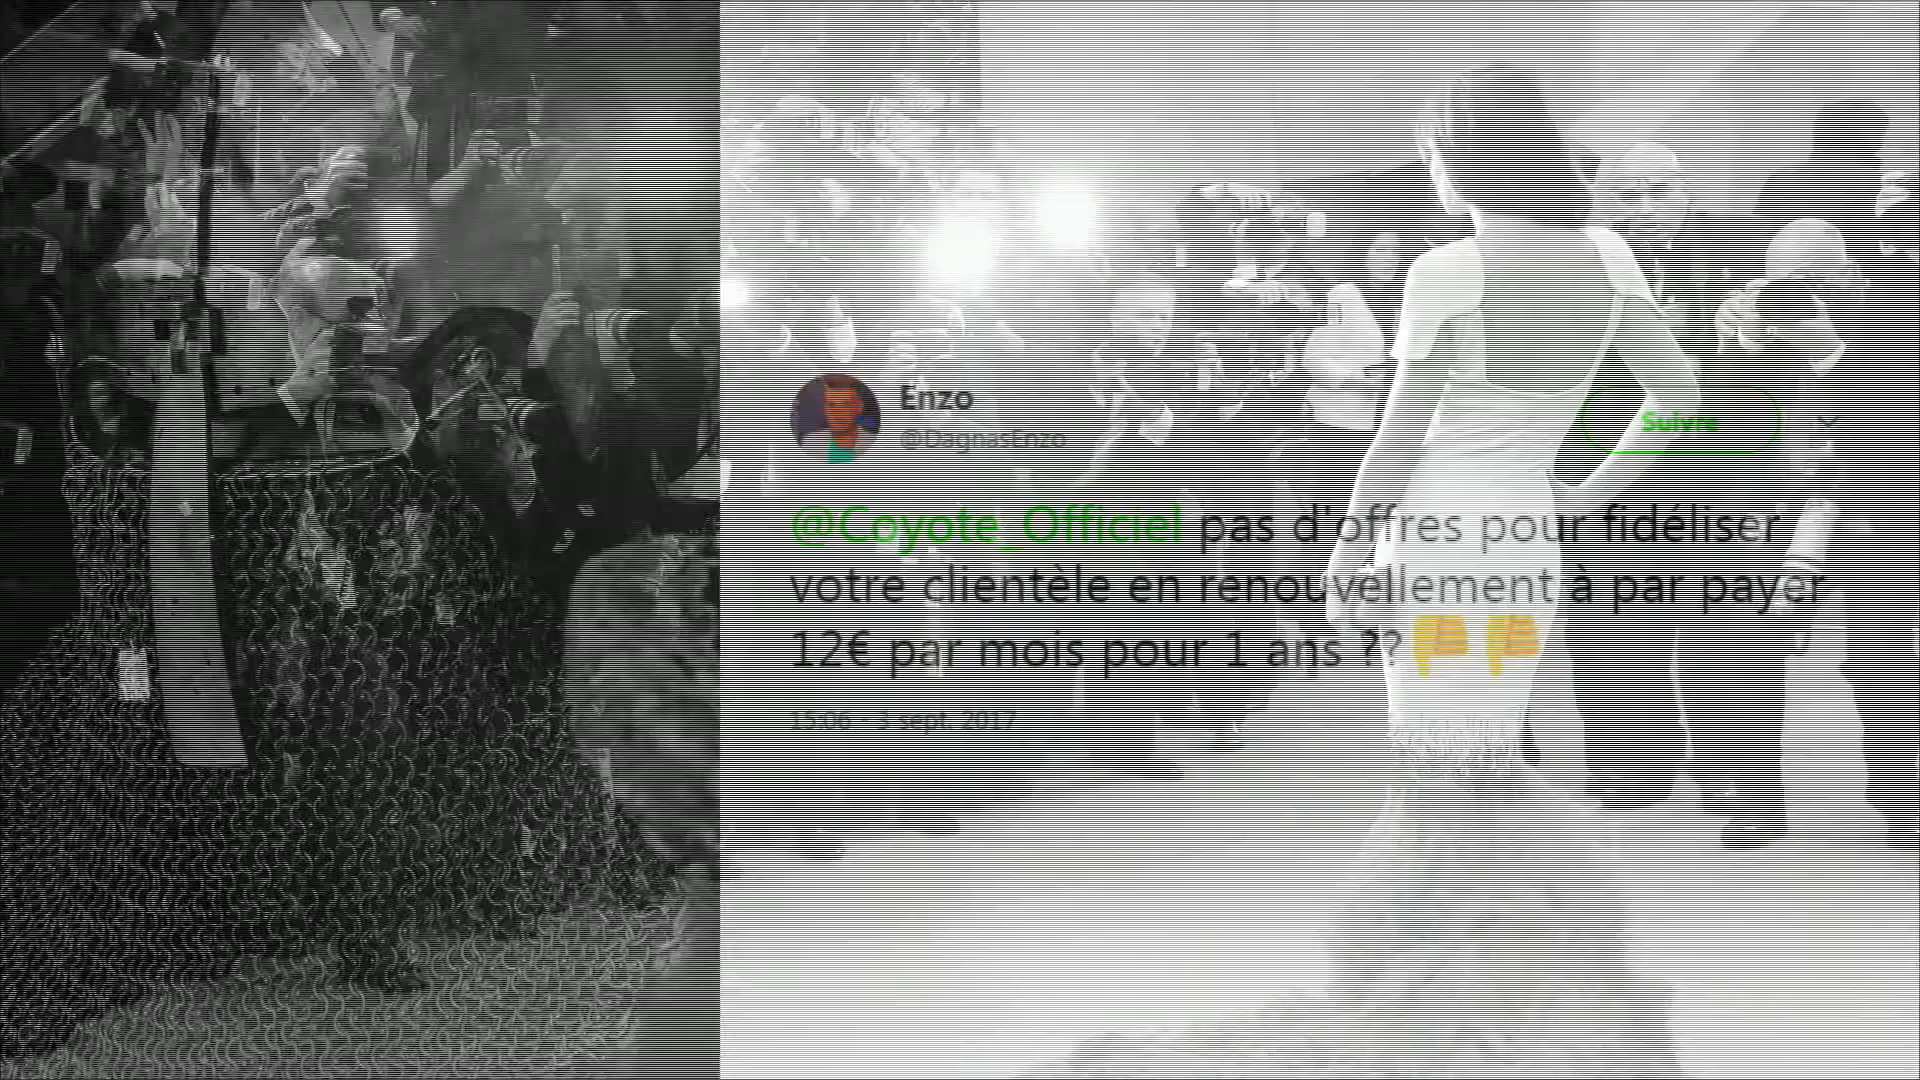 Enzo
@DagnasEnzo
Suivre
@Coyote_Officiel pas d'offres pour fidéliser
votre clientèle en renouvellement à par payer
12€ par mois pour 1 ans ??👎👎
15:06 - 3 sept. 2017